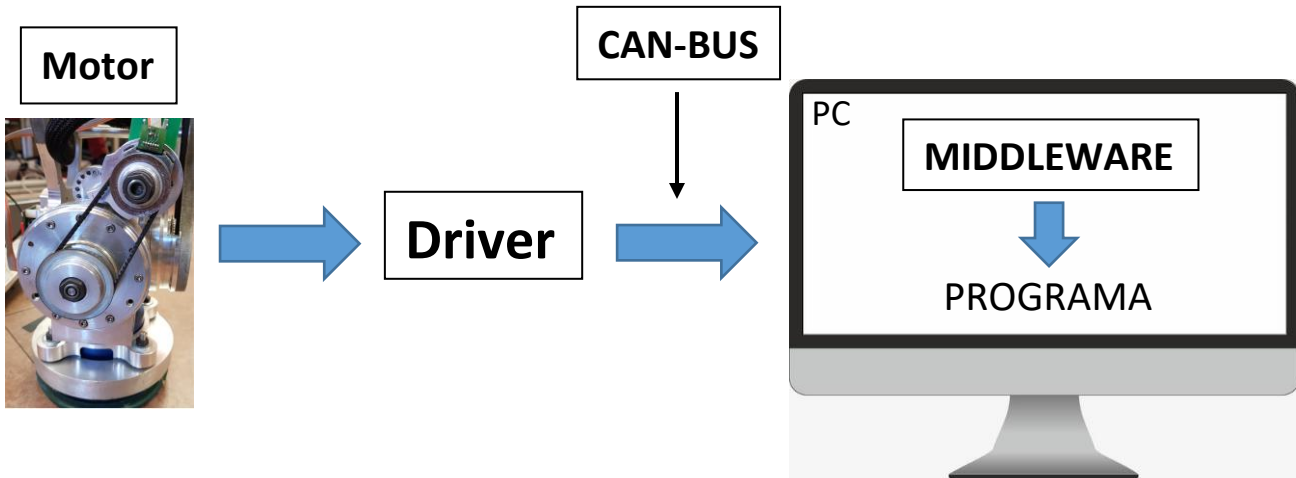 Motor
CAN-BUS
Driver
PC
MIDDLEWARE
PROGRAMA